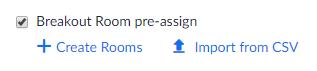 Breakout Room pre-assign
Create Rooms Import from CSV